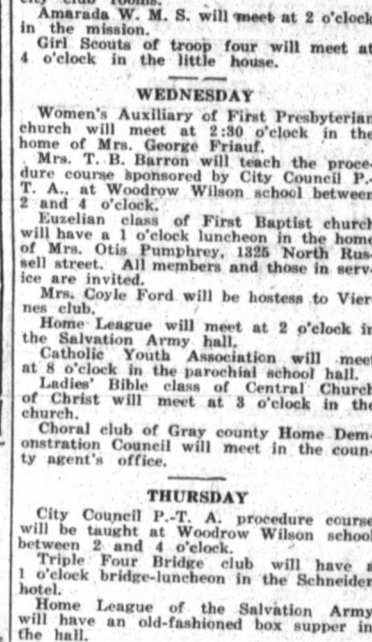 city club rooms.
Amarada W. M. S. will meet at 2 o'clock
in the mission.
Girl Scouts of troop four will meet at
4 o'clock in the little house.
WEDNESDAY
Women's Auxiliary of First Presbyterian
church will meet at 2:30 o'clock in the
home of Mrs. George Friauf.
Mrs. T. B. Barron will teach the proce-
dure course sponsored by City Council P.-
T. A., at Woodrow Wilson school between
2 and 4 o'clock.
Euzelian class of First Baptist church
will have a 1 o'clock luncheon in the home
of Mrs. Otis Pumphrey, 1325 North Rus-
sell street. All members and those in serv-
ice are invited.
Mrs. Coyle Ford will be hostess to Vier-
nes club.
Home League will meet at 2 o'clock in
the Salvation Army hall.
Catholic Youth Association will meet
at 8 o'clock in the parochial school hall.
Ladies' Bible class of Central Church
of Christ will meet at 3 o'clock in the
church.
Choral club of Gray county Home Dem-
onstration Council will meet in the coun-
ty agent's office.
THURSDAY
City Council P.-T. A. procedure course
will be taught at Woodrow Wilson school
between 2 and 4 o'clock.
Triple Four Bridge club will have a
1 o'clock bridge-luncheon in the Schneider
hotel.
Home League of the Salvation Army
will have an old-fashioned box supper in
the hall.